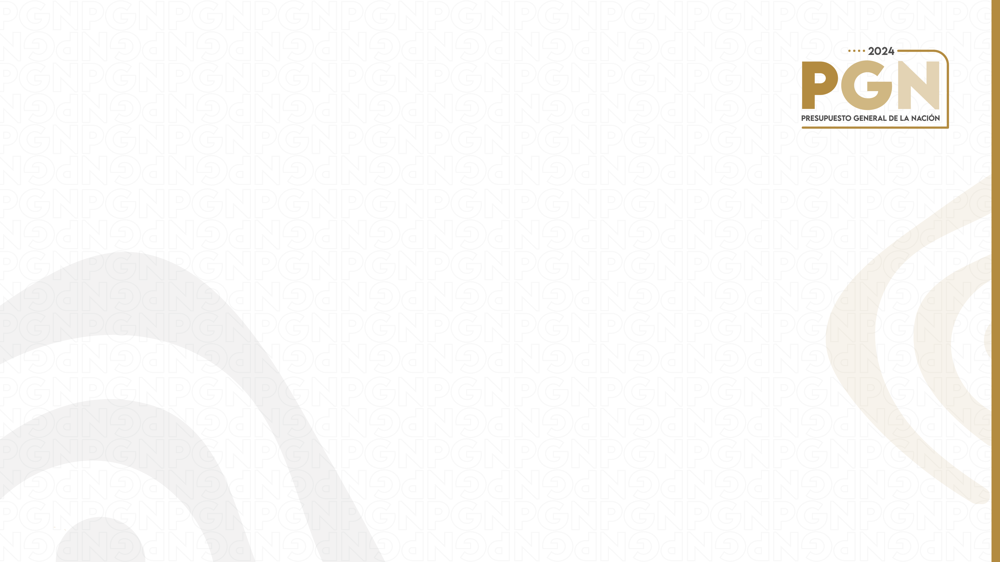 2024
PGN
PRESUPUESTO GENERAL DE LA NACIÓN